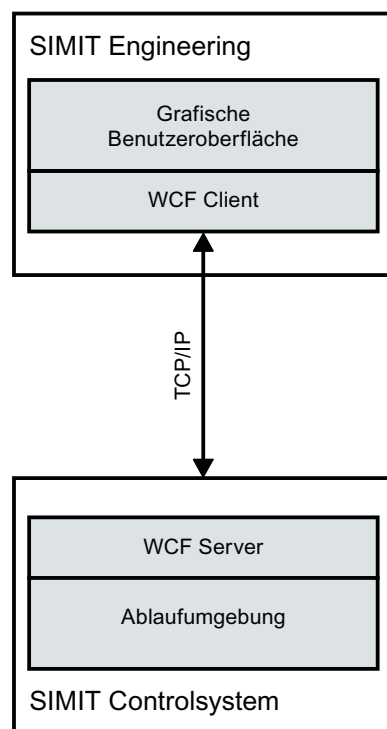 SIMIT Engineering
Grafische
Benutzeroberfläche
WCF Client
TCP/IP
WCF Server
Ablaufumgebung
SIMIT Controlsystem